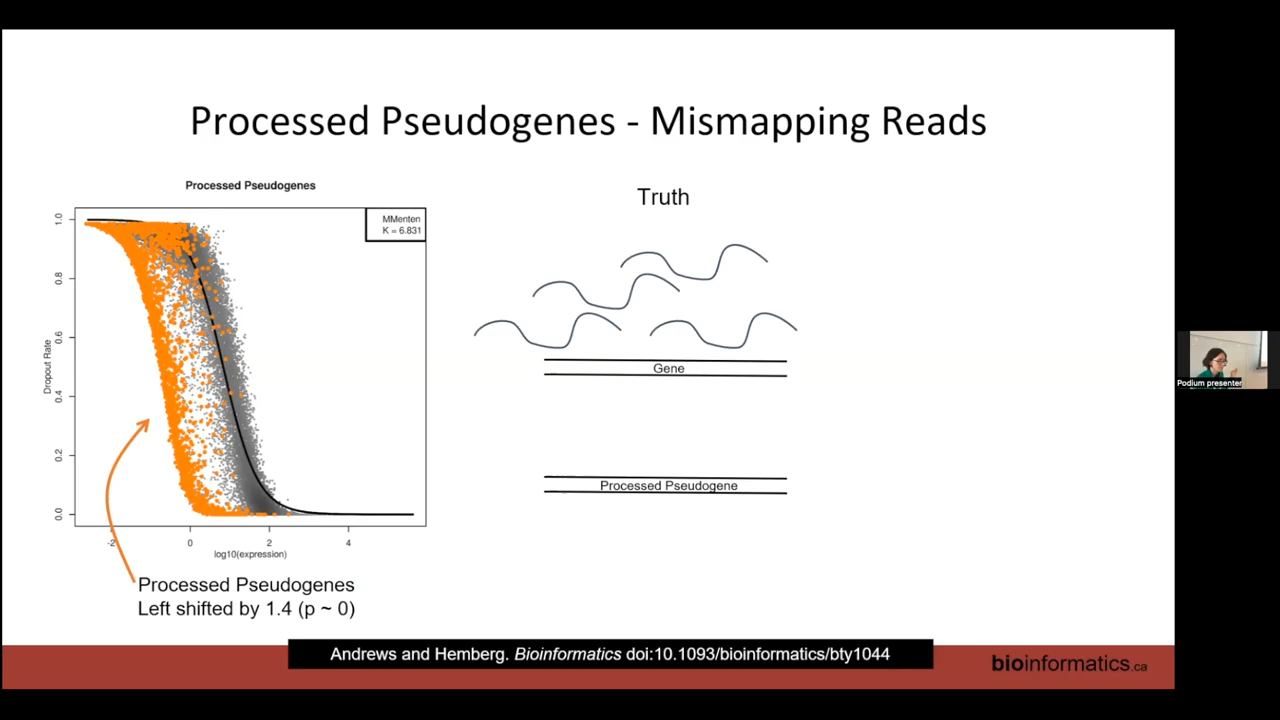 Processed Pseudogenes - Mismapping Reads
Processed Pseudogenes
MMenten
K = 6.831
1.0
0.8
0.6
0.4
0.2
0.0
Dropout Rate
-2
0
2
4
log10(expression)
Processed Pseudogenes
Left shifted by 1.4 (p ~ 0)
Truth
Gene
Processed Pseudogene
Podium presenter
Andrews and Hemberg. Bioinformatics doi:10.1093/bioinformatics/bty1044
bioinformatics.ca